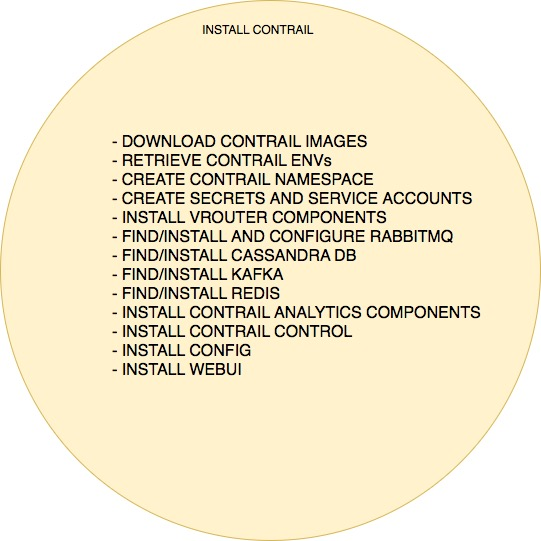 INSTALL CONTRAIL
- DOWNLOAD CONTRAIL IMAGES
- RETRIEVE CONTRAIL ENVs
- CREATE CONTRAIL NAMESPACE
- CREATE SECRETS AND SERVICE ACCOUNTS
- INSTALL VROUTER COMPONENTS
- FIND/INSTALL AND CONFIGURE RABBITMQ
- FIND/INSTALL CASSANDRA DB
- FIND/INSTALL KAFKA
- FIND/INSTALL REDIS
- INSTALL CONTRAIL ANALYTICS COMPONENTS
- INSTALL CONTRAIL CONTROL
- INSTALL CONFIG
- INSTALL WEBUI